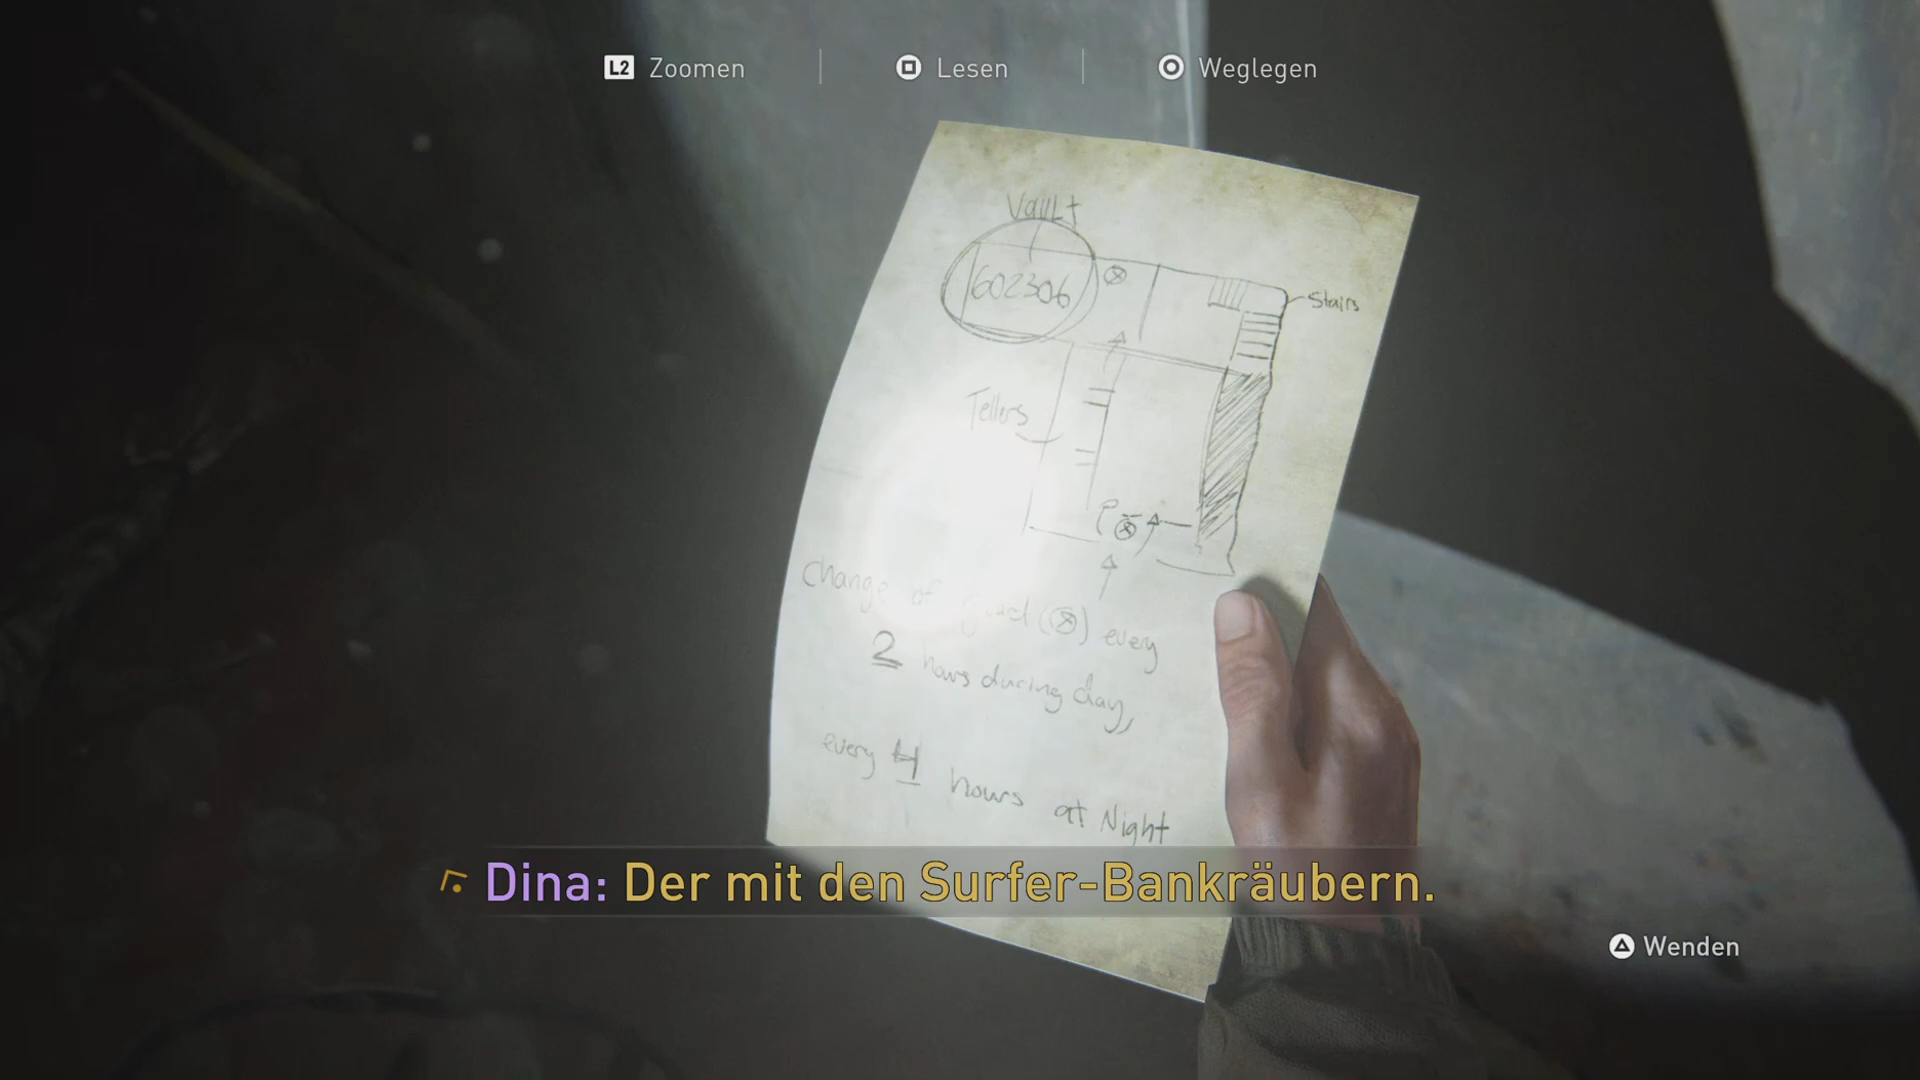 L2 Zoomen
Lesen
Weglegen
Vault
602306
Stairs
Tellers
change of guard (⊗) every
2 hours during day,
every 4 hours at Night
Dina: Der mit den Surfer-Bankräubern.
Wenden